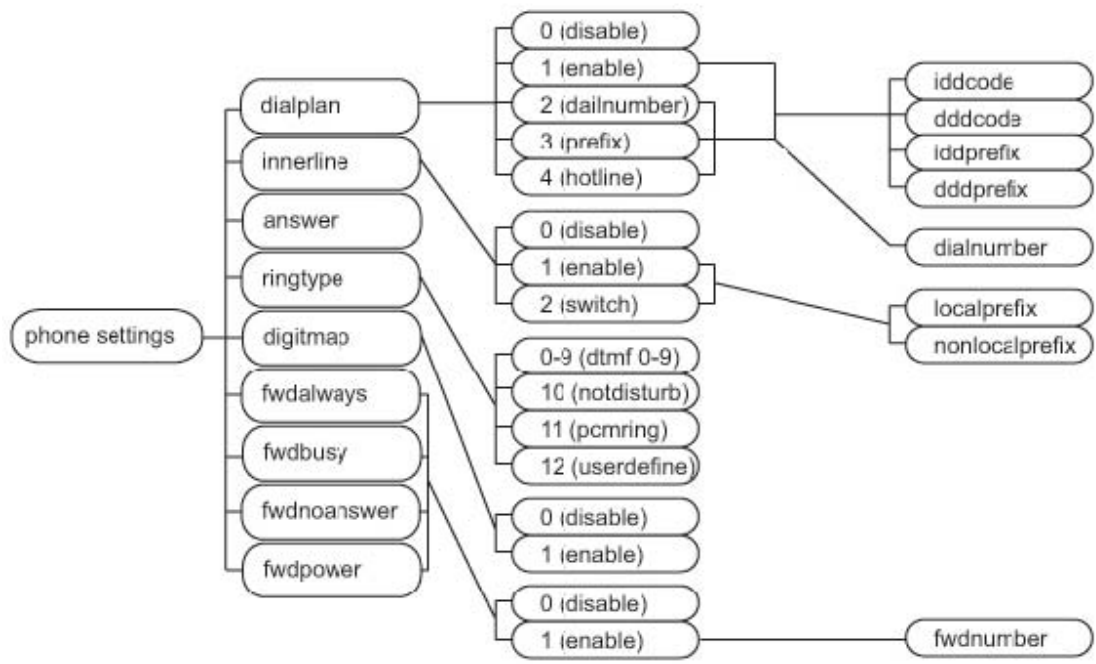 phone settings
dialplan
innerline
answer
ringtype
digitmap
fwdalways
fwdbusy
fwdnoanswer
fwdpower
0 (disable)
1 (enable)
2 (dailnumber)
3 (prefix)
4 (hotline)
0 (disable)
1 (enable)
2 (switch)
0-9 (dtmf 0-9)
10 (notdisturb)
11 (pcmring)
12 (userdefine)
0 (disable)
1 (enable)
0 (disable)
1 (enable)
iddcode
dddcode
iddprefix
dddprefix
dialnumber
localprefix
nonlocalprefix
fwdnumber